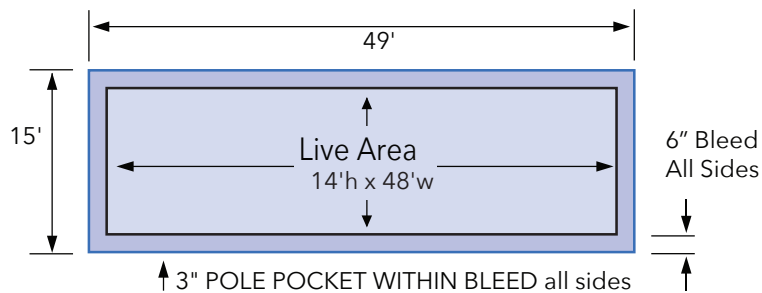 49'
15'
Live Area
14'h x 48'w
6” Bleed
All Sides
3" POLE POCKET WITHIN BLEED all sides